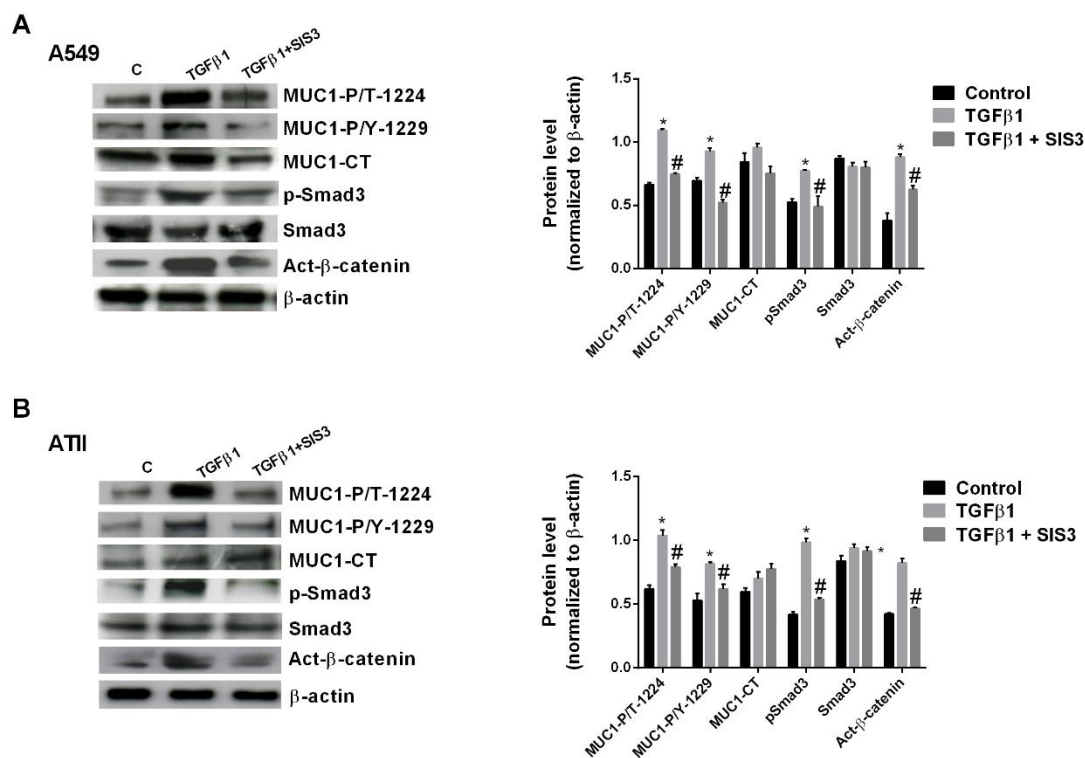 A
A549
C TGFβ1 TGFβ1+SIS3
MUC1-P/T-1224
MUC1-P/Y-1229
MUC1-CT
p-Smad3
Smad3
Act-β-catenin
β-actin
Protein level
(normalized to β-actin)
1.5
1.0
0.5
0.0
* # * # * # * #
MUC1-P/T-1224
MUC1-P/Y-1229
MUC1-CT
pSmad3
Smad3
Act-β-catenin
Control
TGFβ1
TGFβ1 + SIS3
B
ATII
C TGFβ1 TGFβ1+SIS3
MUC1-P/T-1224
MUC1-P/Y-1229
MUC1-CT
p-Smad3
Smad3
Act-β-catenin
β-actin
Protein level
(normalized to β-actin)
1.5
1.0
0.5
0.0
* # * # * # * #
MUC1-P/T-1224
MUC1-P/Y-1229
MUC1-CT
pSmad3
Smad3
Act-β-catenin
Control
TGFβ1
TGFβ1 + SIS3